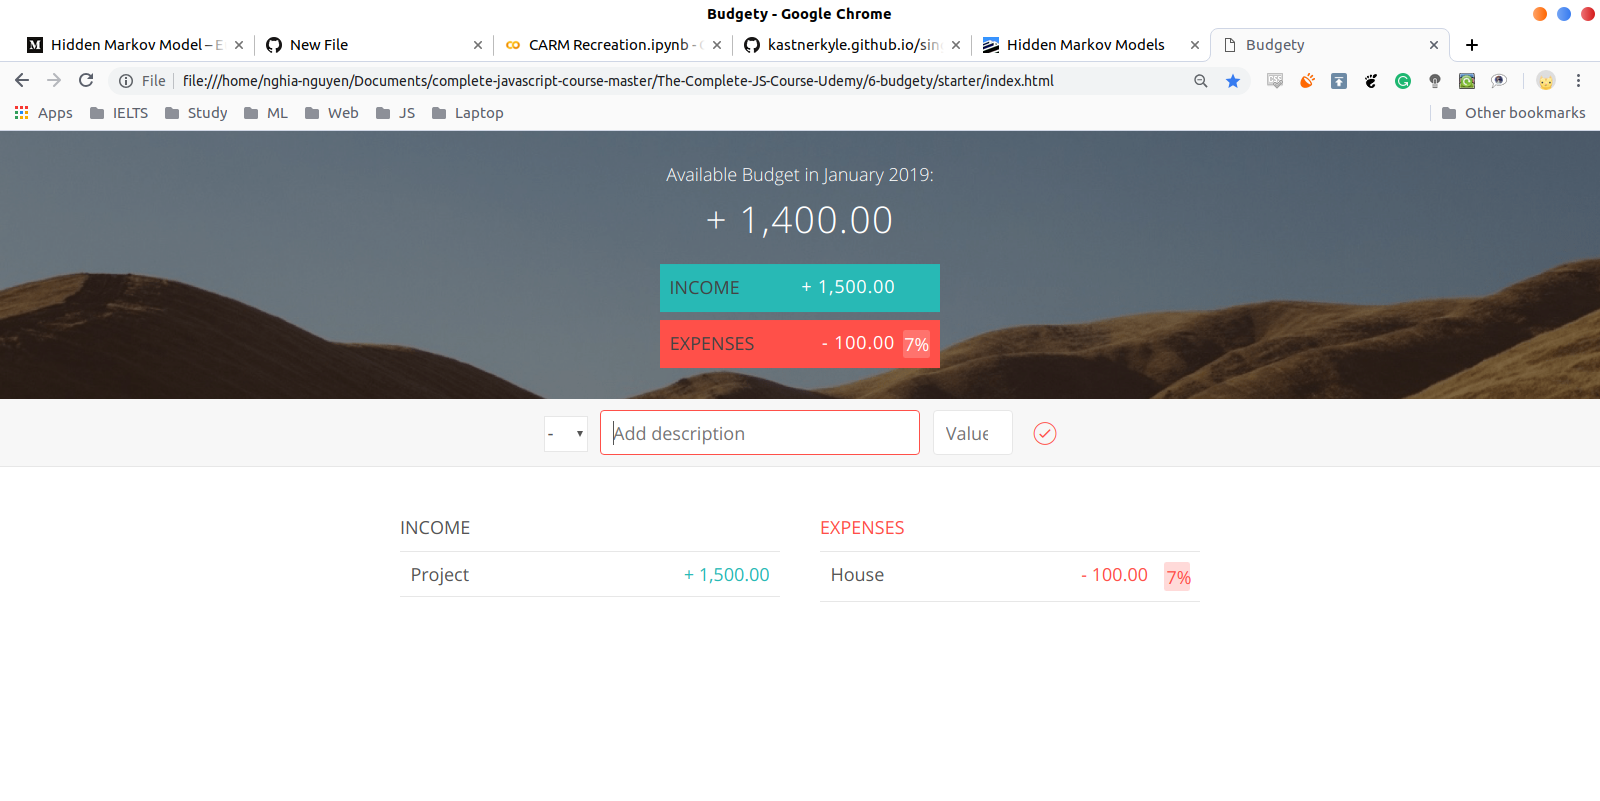 Budgety - Google Chrome
Hidden Markov Model – E
New File
CARM Recreation.ipynb -
kastnerkyle.github.io/sin
Hidden Markov Models
Budgety
File file:///home/nghia-nguyen/Documents/complete-javascript-course-master/The-Complete-JS-Course-Udemy/6-budgety/starter/index.html
Apps IELTS Study ML Web JS Laptop Other bookmarks
Available Budget in January 2019:
+ 1,400.00
INCOME + 1,500.00
EXPENSES - 100.00 7%
- Add description Value
INCOME
Project + 1,500.00
EXPENSES
House - 100.00 7%